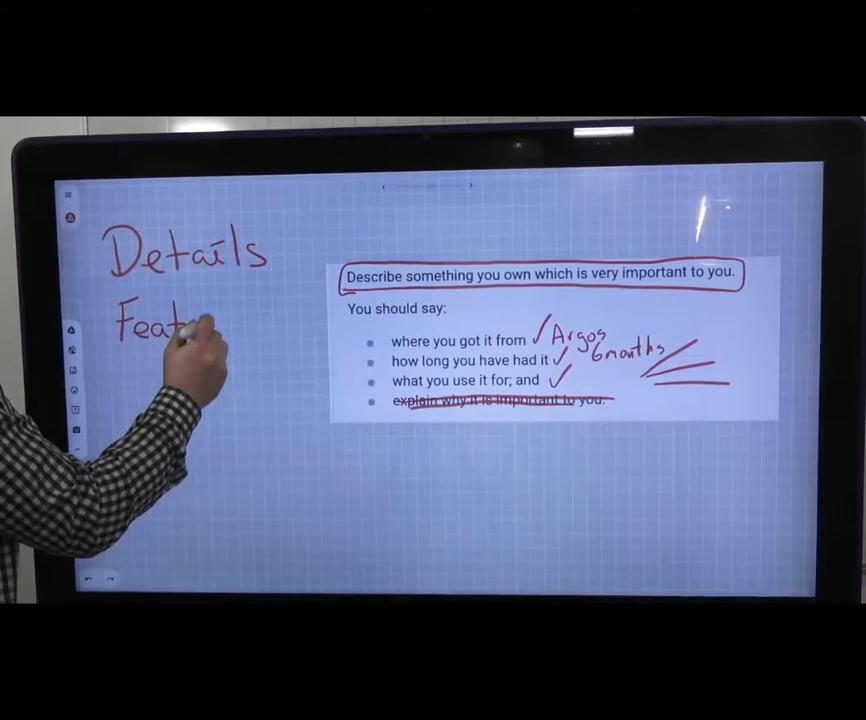 Details
Feat
Describe something you own which is very important to you.
You should say:
where you got it from Argos
how long you have had it 6months
what you use it for; and
explain why it is important to you.